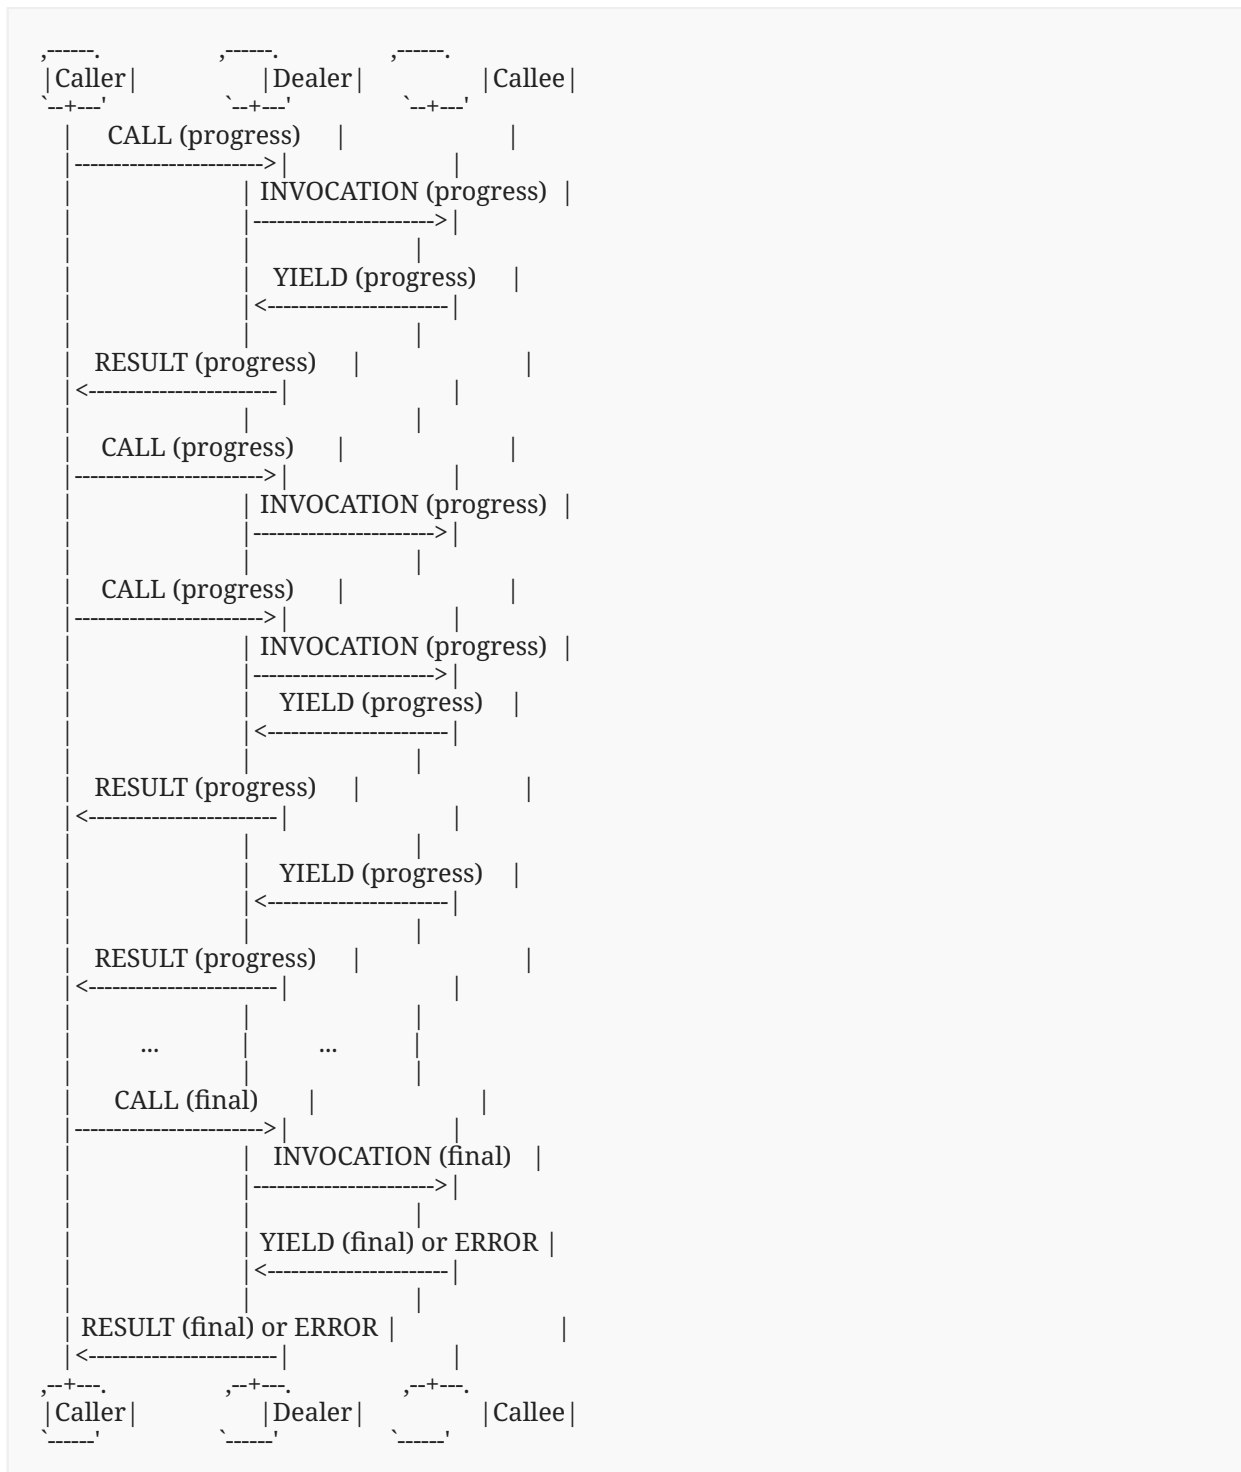 ,------.          ,------.          ,------.
|Caller|          |Dealer|          |Callee|
`--+---'          `--+---'          `--+---'
| CALL (progress) | |
|------------------------>| |
| | INVOCATION (progress) |
| |----------------------->|
| | |
| | YIELD (progress) |
| |<-----------------------|
| | |
| RESULT (progress) | |
|<------------------------| |
| | |
| CALL (progress) | |
|------------------------>| |
| | INVOCATION (progress) |
| |----------------------->|
| | |
| CALL (progress) | |
|------------------------>| |
| | INVOCATION (progress) |
| |----------------------->|
| | YIELD (progress) |
| |<-----------------------|
| | |
| RESULT (progress) | |
|<------------------------| |
| | |
| | YIELD (progress) |
| |<-----------------------|
| | |
| RESULT (progress) | |
|<------------------------| |
| | |
| ... | ... |
| | |
| CALL (final) | |
|------------------------>| |
| | INVOCATION (final) |
| |----------------------->|
| | |
| | YIELD (final) or ERROR |
| |<-----------------------|
| | |
| RESULT (final) or ERROR | |
|<------------------------| |
,--+---.          ,--+---.          ,--+---.
|Caller|          |Dealer|          |Callee|
`------'          `------'          `------'